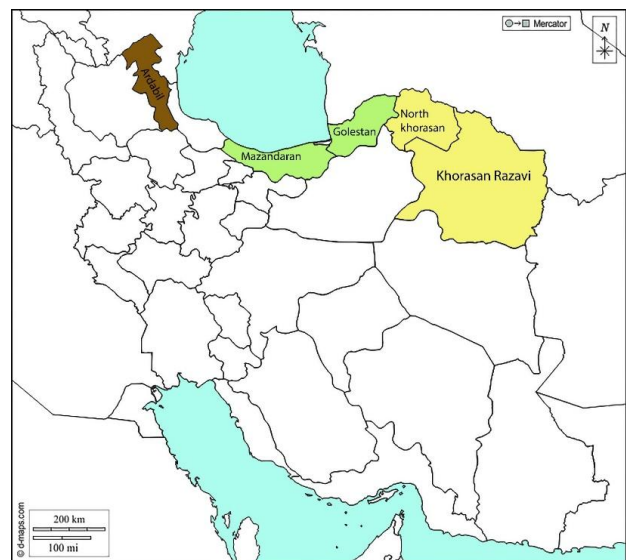 Mercator
N
Ardabil
Mazandaran
Golestan
North
khorasan
Khorasan Razavi
200 km
100 mi
© d-maps.com